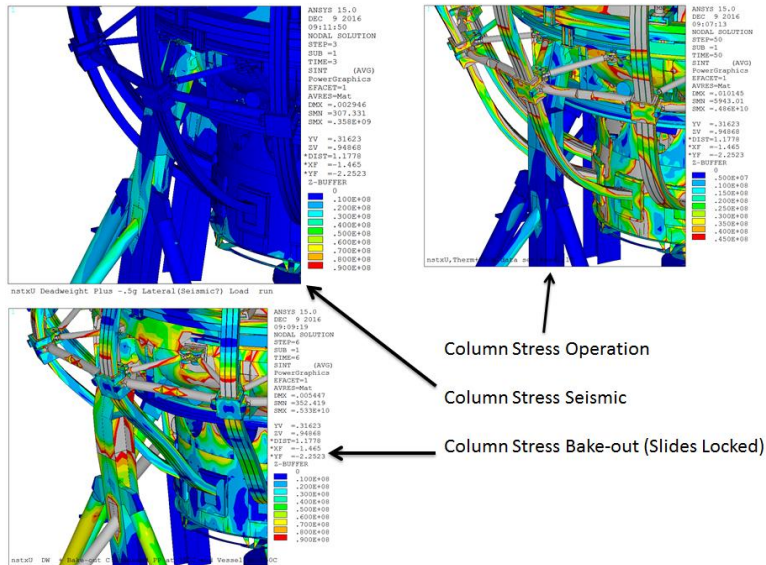 ANSYS 15.0
DEC 9 2016
09:11:50
NODAL SOLUTION
STEP=3
SUB =1
TIME=3
SINT (AVG)
PowerGraphics
EFACET=1
AVRES=Mat
DMX =.002946
SMN =307.331
SMX =.358E+09
YV =.31623
ZV =.94868
*DIST=1.1778
*XF =-1.465
*YF =-2.2523
Z-BUFFER
0
.100E+08
.200E+08
.300E+08
.400E+08
.500E+08
.600E+08
.700E+08
.800E+08
.900E+08
nstxU Deadweight Plus ~.5g Lateral(Seismic?) Load run
ANSYS 15.0
DEC 9 2016
09:07:13
NODAL SOLUTION
STEP=50
SUB =1
TIME=50
SINT (AVG)
PowerGraphics
EFACET=1
AVRES=Mat
DMX =.010145
SMN =5943.01
SMX =.486E+10
YV =.31623
ZV =.94868
*DIST=1.1778
*XF =-1.465
*YF =-2.2523
Z-BUFFER
0
.500E+07
.100E+08
.150E+08
.200E+08
.250E+08
.300E+08
.350E+08
.400E+08
.450E+08
nstxU,Therm+
ANSYS 15.0
DEC 9 2016
09:09:19
NODAL SOLUTION
STEP=6
SUB =1
TIME=6
SINT (AVG)
PowerGraphics
EFACET=1
AVRES=Mat
DMX =.005447
SMN =352.419
SMX =.533E+10
YV =.31623
ZV =.94868
*DIST=1.1778
*XF =-1.465
*YF =-2.2523
Z-BUFFER
0
.100E+08
.200E+08
.300E+08
.400E+08
.500E+08
.600E+08
.700E+08
.800E+08
.900E+08
nstxU DW + Bake-out
Column Stress Operation
Column Stress Seismic
Column Stress Bake-out (Slides Locked)